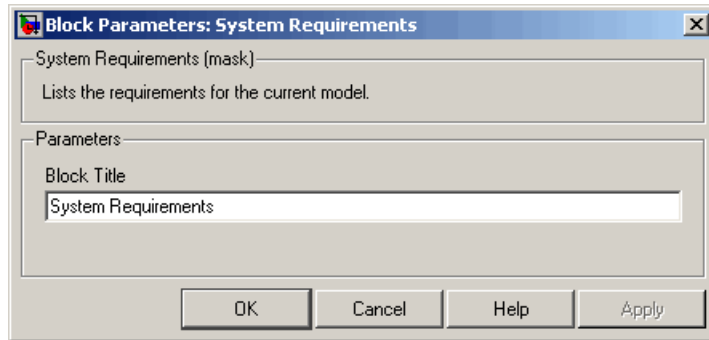 Block Parameters: System Requirements
System Requirements (mask)
Lists the requirements for the current model.
Parameters
Block Title
System Requirements
OK Cancel Help Apply